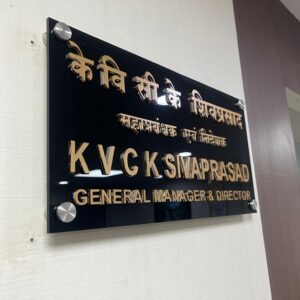 के वि सी के शिवप्रसाद
महाप्रबंधक एवं निदेशक
K V C K SIVAPRASAD
GENERAL MANAGER & DIRECTOR